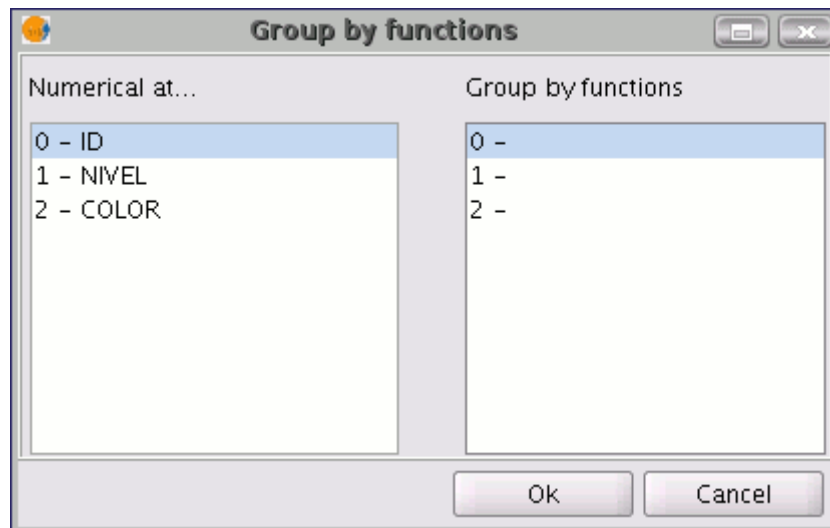 Group by functions
Numerical at...
Group by functions
0 – ID
0 –
1 – NIVEL
1 –
2 – COLOR
2 –
Ok
Cancel